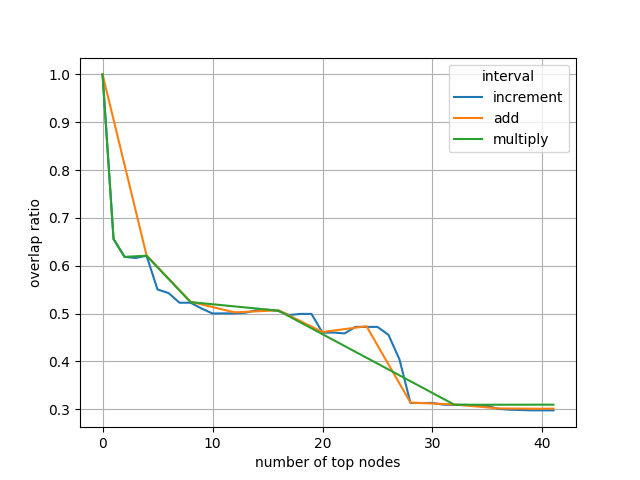 interval
increment
add
multiply
overlap ratio
1.0
0.9
0.8
0.7
0.6
0.5
0.4
0.3
0 10 20 30 40
number of top nodes